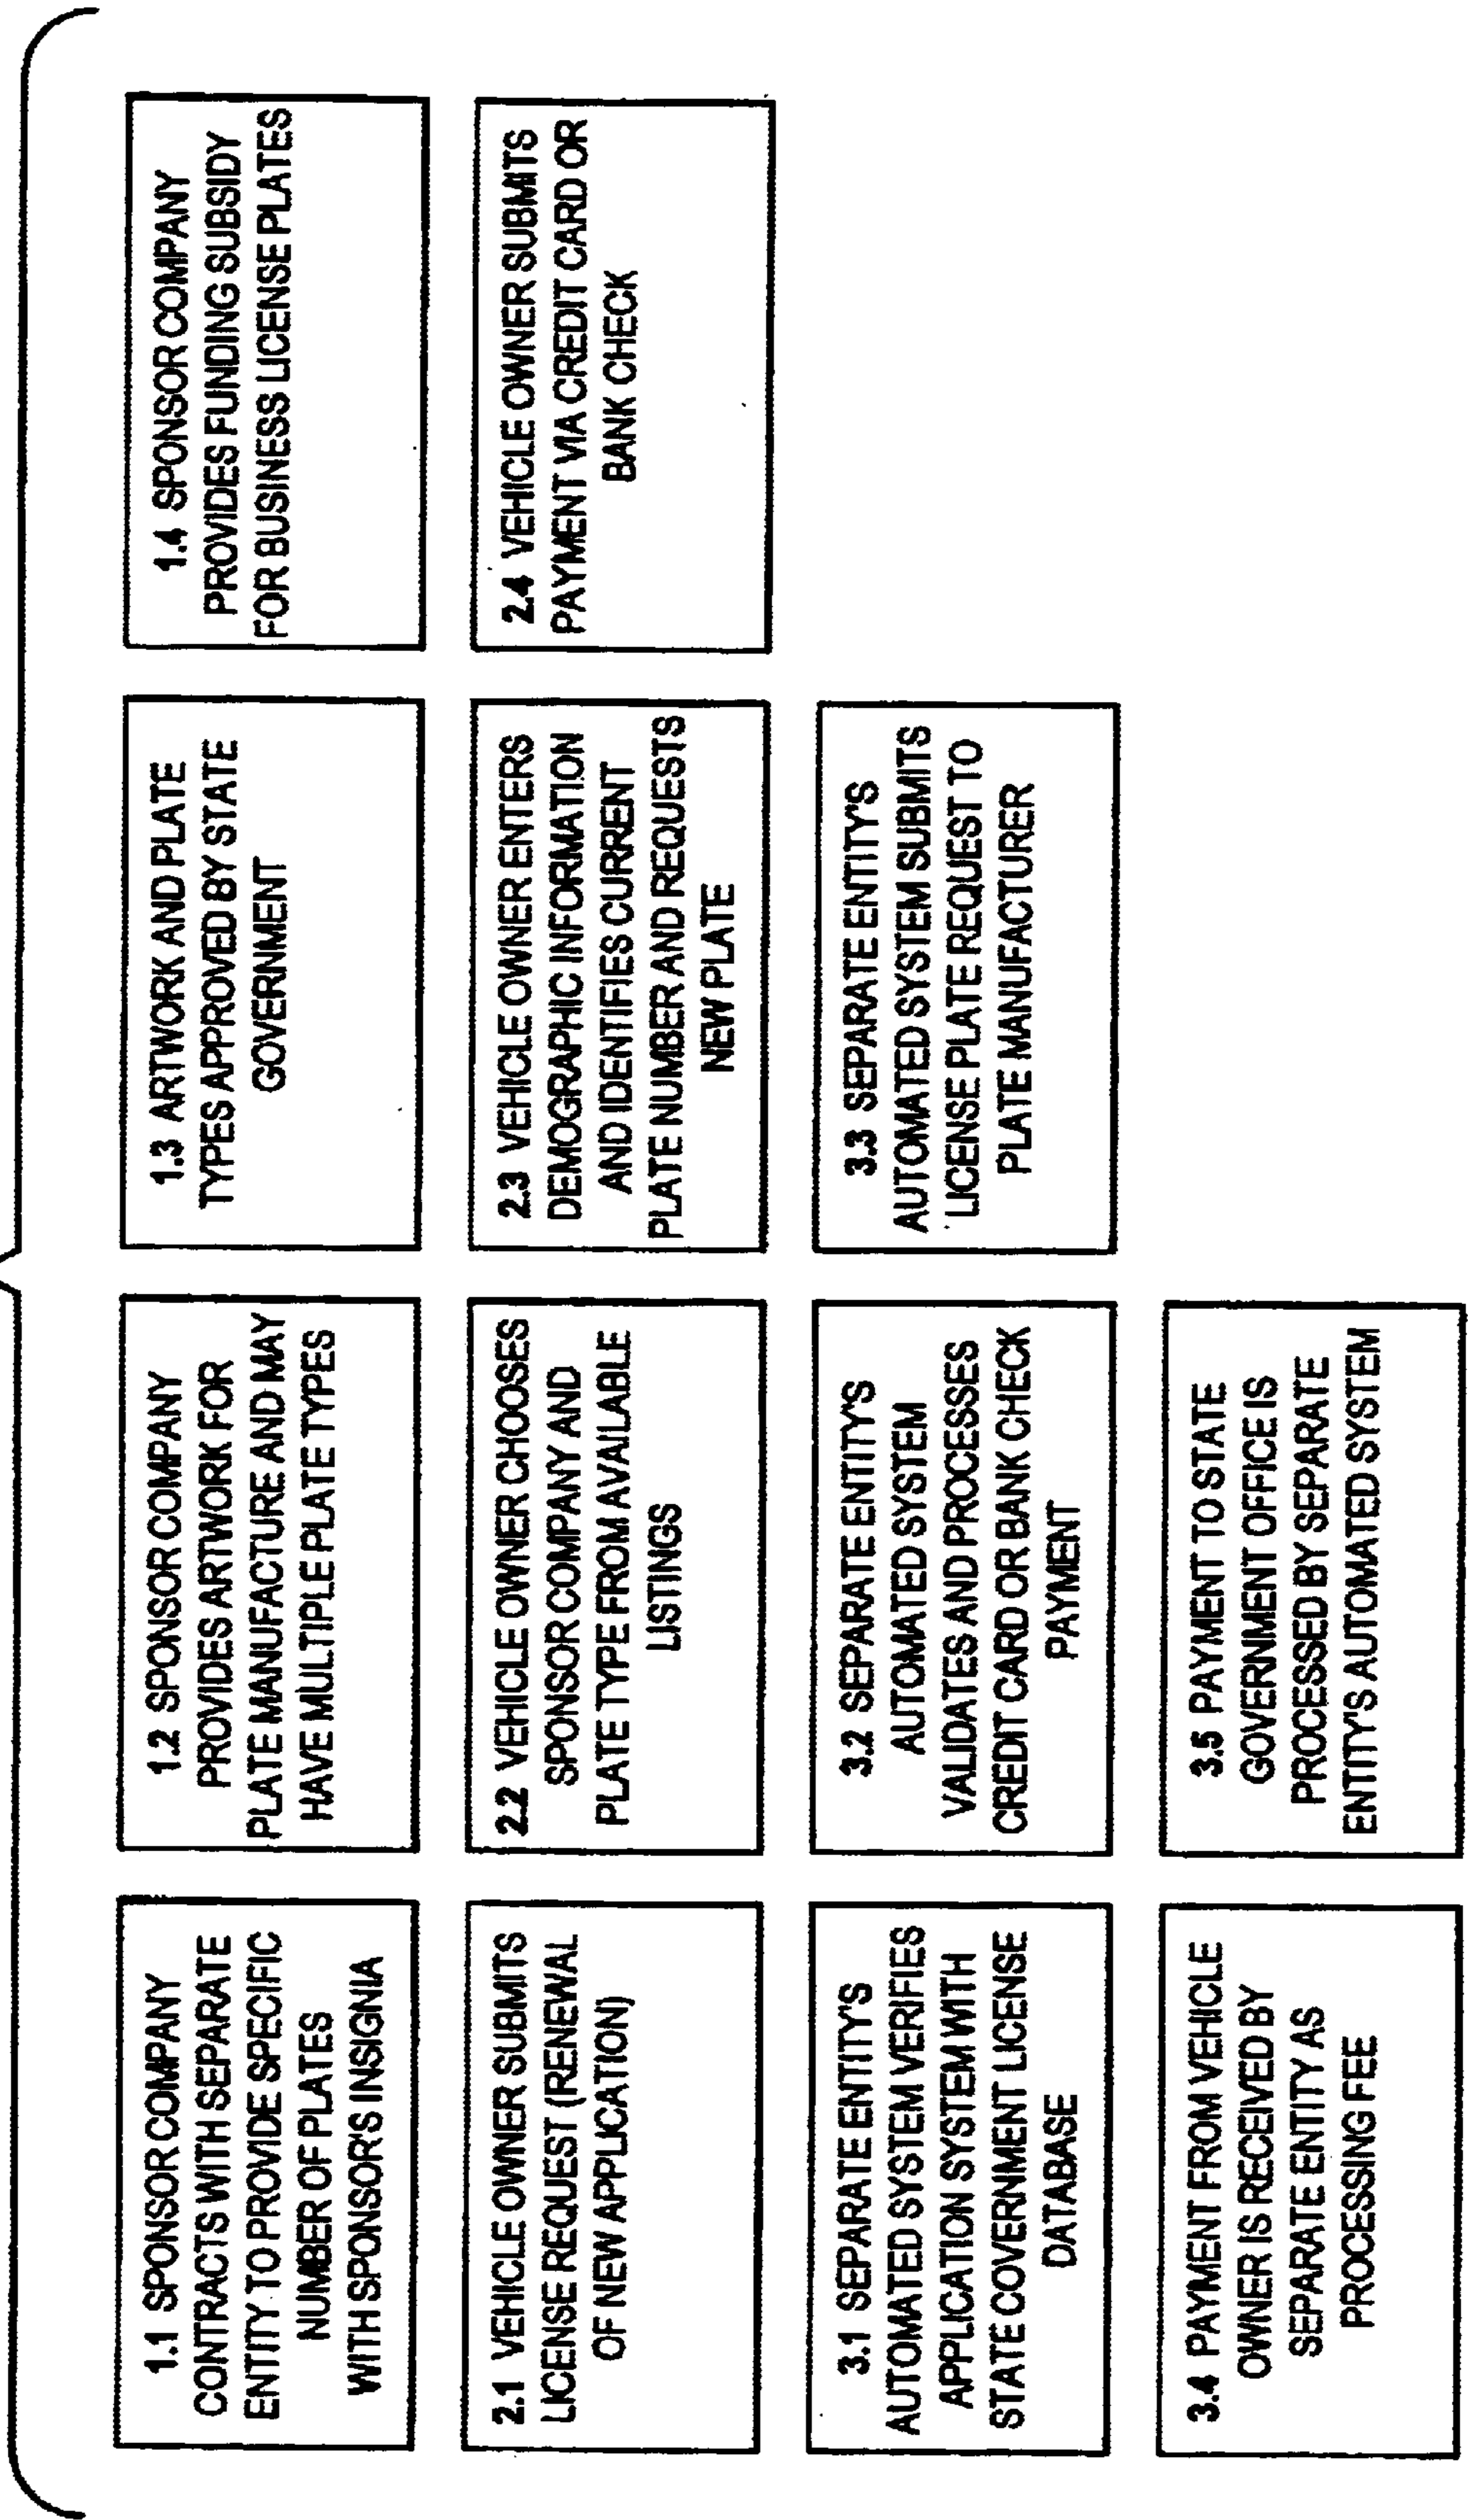 1.1 SPONSOR COMPANY
CONTRACTS WITH SEPARATE
ENTITY TO PROVIDE SPECIFIC
NUMBER OF PLATES
WITH SPONSOR'S INSIGNIA
1.2 SPONSOR COMPANY
PROVIDES ARTWORK FOR
PLATE MANUFACTURE AND MAY
HAVE MULTIPLE PLATE TYPES
1.3 ARTWORK AND PLATE
TYPES APPROVED BY STATE
GOVERNMENT
1.4 SPONSOR COMPANY
PROVIDES FUNDING SUBSIDY
FOR BUSINESS LICENSE PLATES
2.1 VEHICLE OWNER SUBMITS
LICENSE REQUEST (RENEWAL
OF NEW APPLICATION)
2.2 VEHICLE OWNER CHOOSES
SPONSOR COMPANY AND
PLATE TYPE FROM AVAILABLE
LISTINGS
2.3 VEHICLE OWNER ENTERS
DEMOGRAPHIC INFORMATION
AND IDENTIFIES CURRENT
PLATE NUMBER AND REQUESTS
NEW PLATE
2.4 VEHICLE OWNER SUBMITS
PAYMENT VIA CREDIT CARD OR
BANK CHECK
3.1 SEPARATE ENTITY'S
AUTOMATED SYSTEM VERIFIES
APPLICATION SYSTEM WITH
STATE COVERNMENT LICENSE
DATABASE
3.2 SEPARATE ENTITY'S
AUTOMATED SYSTEM
VALIDATES AND PROCESSES
CREDIT CARD OR BANK CHECK
PAYMENT
3.3 SEPARATE ENTITY'S
AUTOMATED SYSTEM SUBMITS
LICENSE PLATE REQUEST TO
PLATE MANUFACTURER
3.4 PAYMENT FROM VEHICLE
OWNER IS RECEIVED BY
SEPARATE ENTITY AS
PROCESSING FEE
3.5 PAYMENT TO STATE
GOVERNMENT OFFICE IS
PROCESSED BY SEPARATE
ENTITY'S AUTOMATED SYSTEM